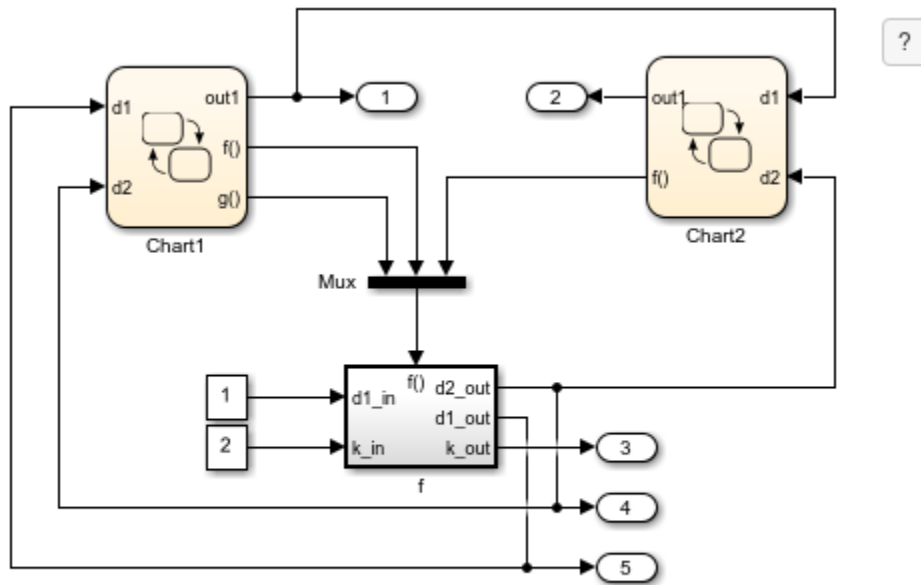 ?
d1
d2
out1
f()
g()
Chart1
1
2
out1
f()
d1
d2
Chart2
Mux
1
2
f()
d1_in
k_in
d2_out
d1_out
k_out
f
3
4
5